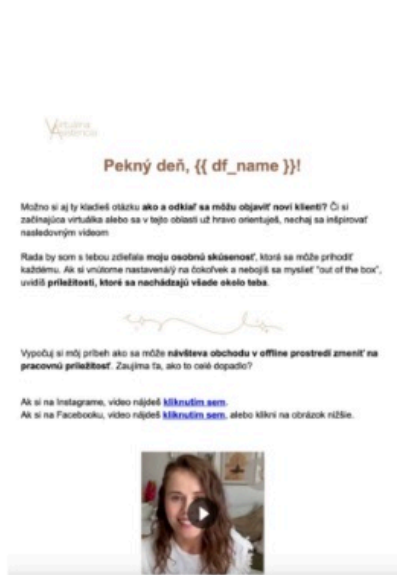 Virtuálna
Asistencia
Pekný deň, {{ df_name }}!
Možno si aj ty kladieš otázku ako a odkiaľ sa môžu objaviť noví klienti? Či si
začínajúca virtuálka alebo sa v tejto oblasti už hravo orientuješ, nechaj sa inšpirovať
nasledovným videom
Rada by som s tebou zdieľala moju osobnú skúsenosť, ktorá sa môže prihodiť
každému. Ak si vnútorne nastavená/ý na čokoľvek a nebojíš sa myslieť "out of the box",
uvidíš príležitosti, ktoré sa nachádzajú všade okolo teba.
Vypočuj si môj príbeh ako sa môže návšteva obchodu v offline prostredí zmeniť na
pracovnú príležitosť. Zaujíma ťa, ako to celé dopadlo?
Ak si na Instagrame, video nájdeš kliknutím sem.
Ak si na Facebooku, video nájdeš kliknutím sem, alebo klikni na obrázok nižšie.